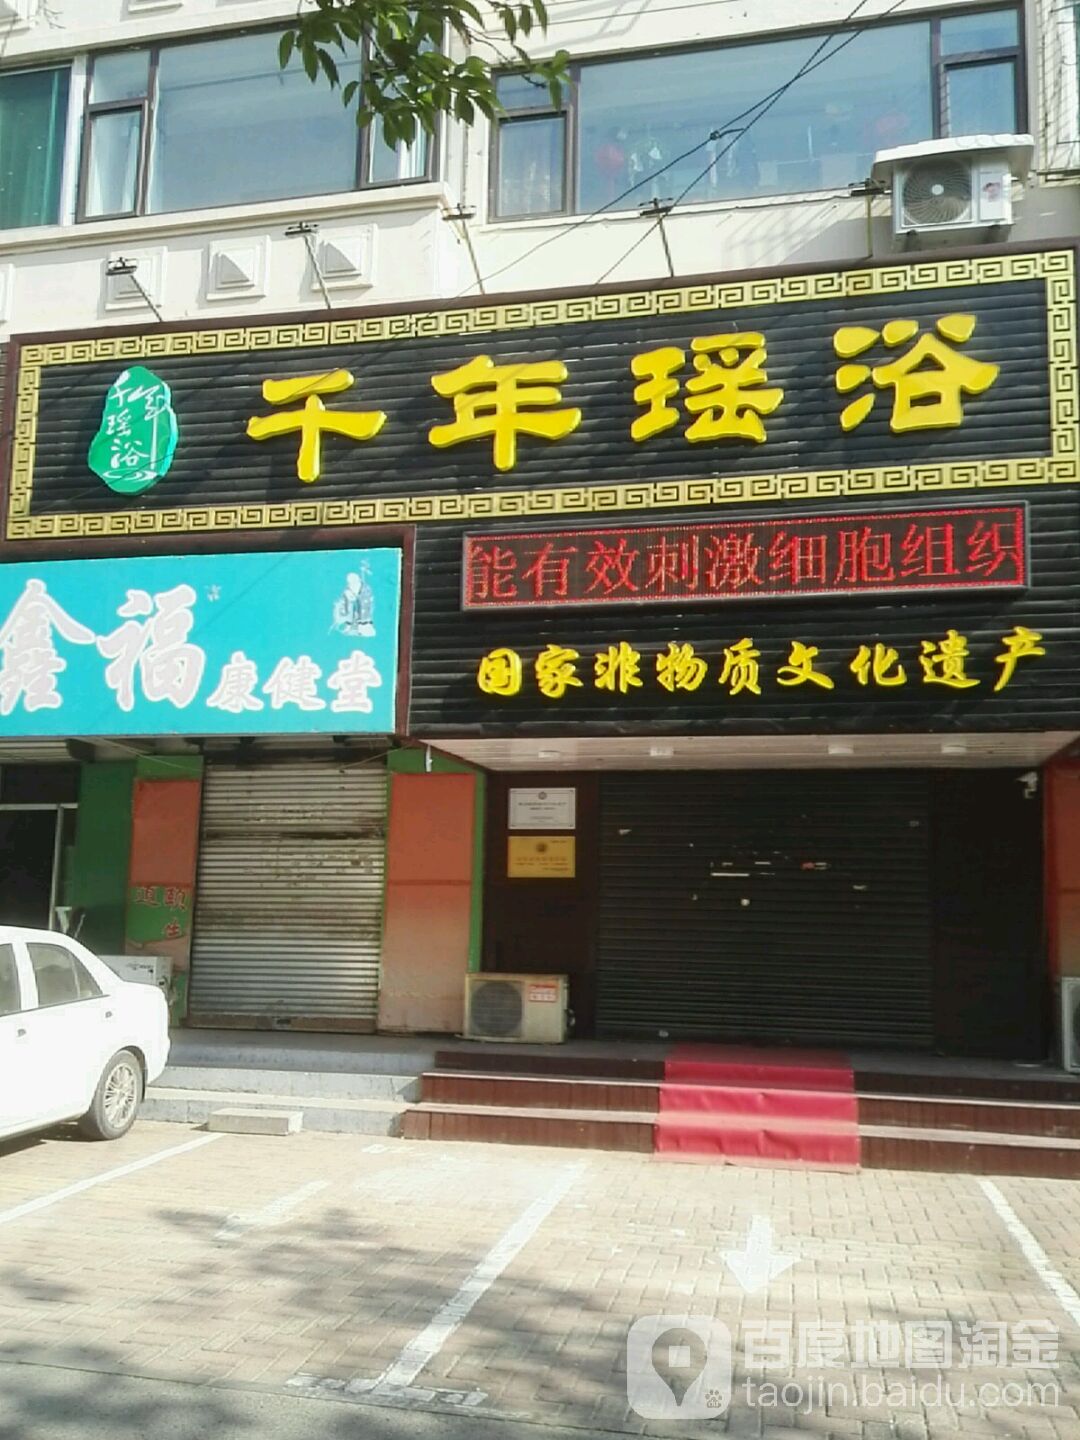 千年瑶浴
千年瑶浴
能有效刺激细胞组织
国家非物质文化遗产
鑫福康健堂
百度地图淘金
taojin.baidu.com